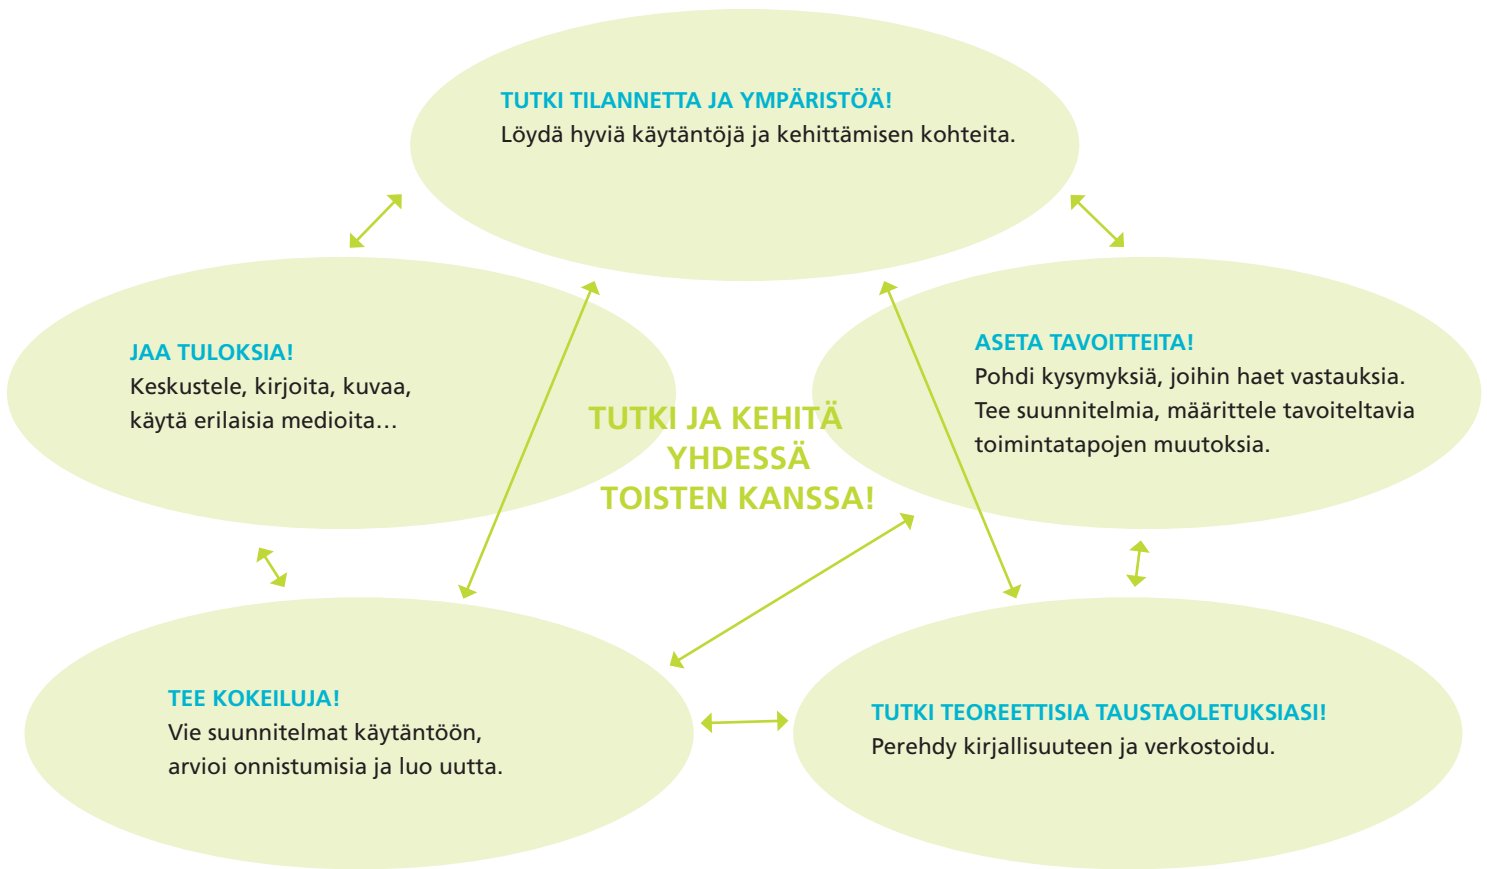 TUTKI TILANNETTA JA YMPÄRISTÖÄ!
Löydä hyviä käytäntöjä ja kehittämisen kohteita.
JAA TULOKSIA!
Keskustele, kirjoita, kuvaa,
käytä erilaisia medioita…
TUTKI JA KEHITÄ
YHDESSÄ
TOISTEN KANSSA!
ASETA TAVOITTEITA!
Pohdi kysymyksiä, joihin haet vastauksia.
Tee suunnitelmia, määrittele tavoiteltavia
toimintatapojen muutoksia.
TEE KOKEILUJA!
Vie suunnitelmat käytäntöön,
arvioi onnistumisia ja luo uutta.
TUTKI TEOREETTISIA TAUSTAOLETUKSIASI!
Perehdy kirjallisuuteen ja verkostoidu.